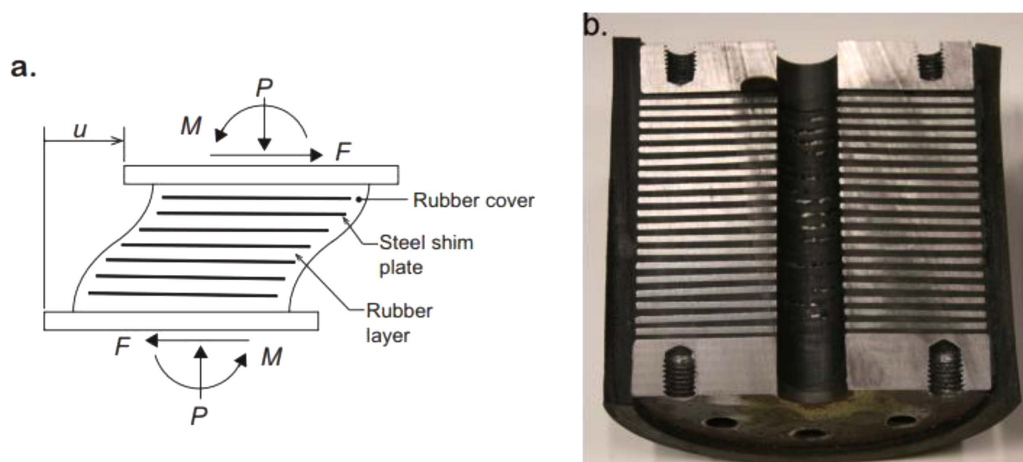 a.
P
M
u
F
Rubber cover
Steel shim
plate
Rubber
layer
F
M
P
b.